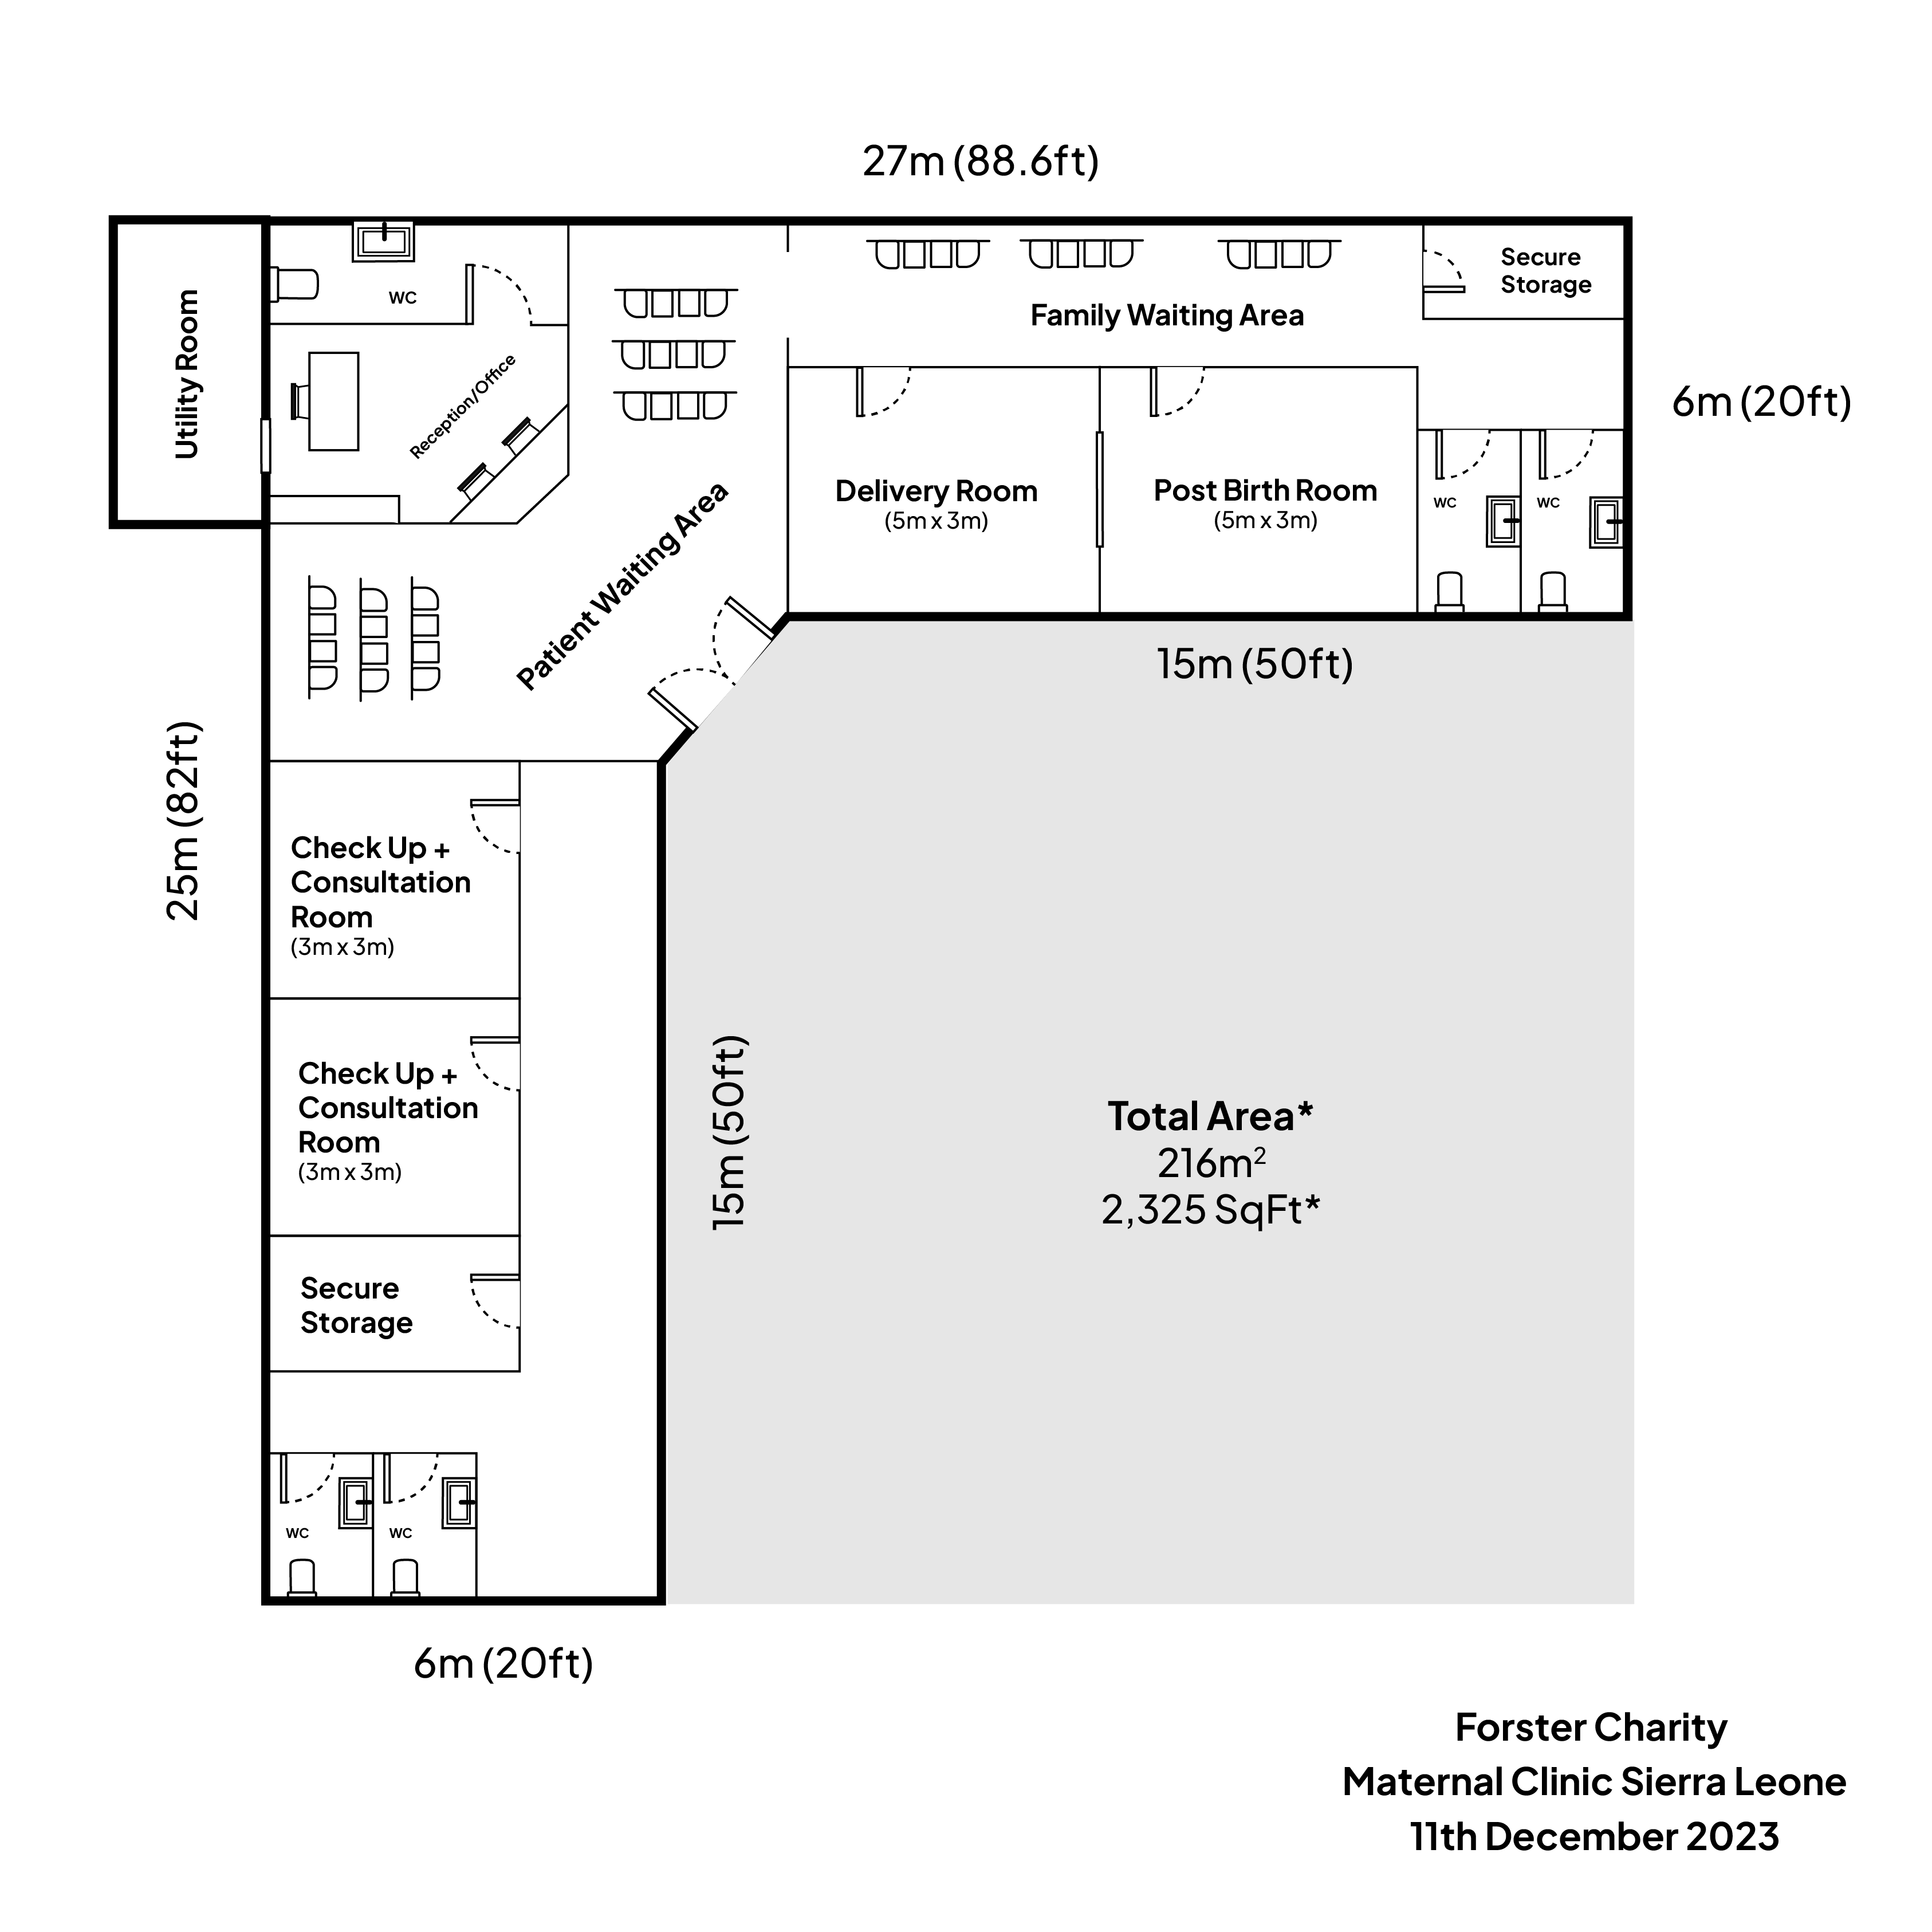 27m (88.6ft)
Utility Room
WC
Reception/Office
Patient Waiting Area
Family Waiting Area
Secure
Storage
6m (20ft)
Delivery Room
(5m x 3m)
Post Birth Room
(5m x 3m)
WC
WC
15m (50ft)
25m (82ft)
Check Up +
Consultation
Room
(3m x 3m)
Check Up +
Consultation
Room
(3m x 3m)
Secure
Storage
15m (50ft)
Total Area*
216m²
2,325 SqFt*
WC
WC
6m (20ft)
Forster Charity
Maternal Clinic Sierra Leone
11th December 2023